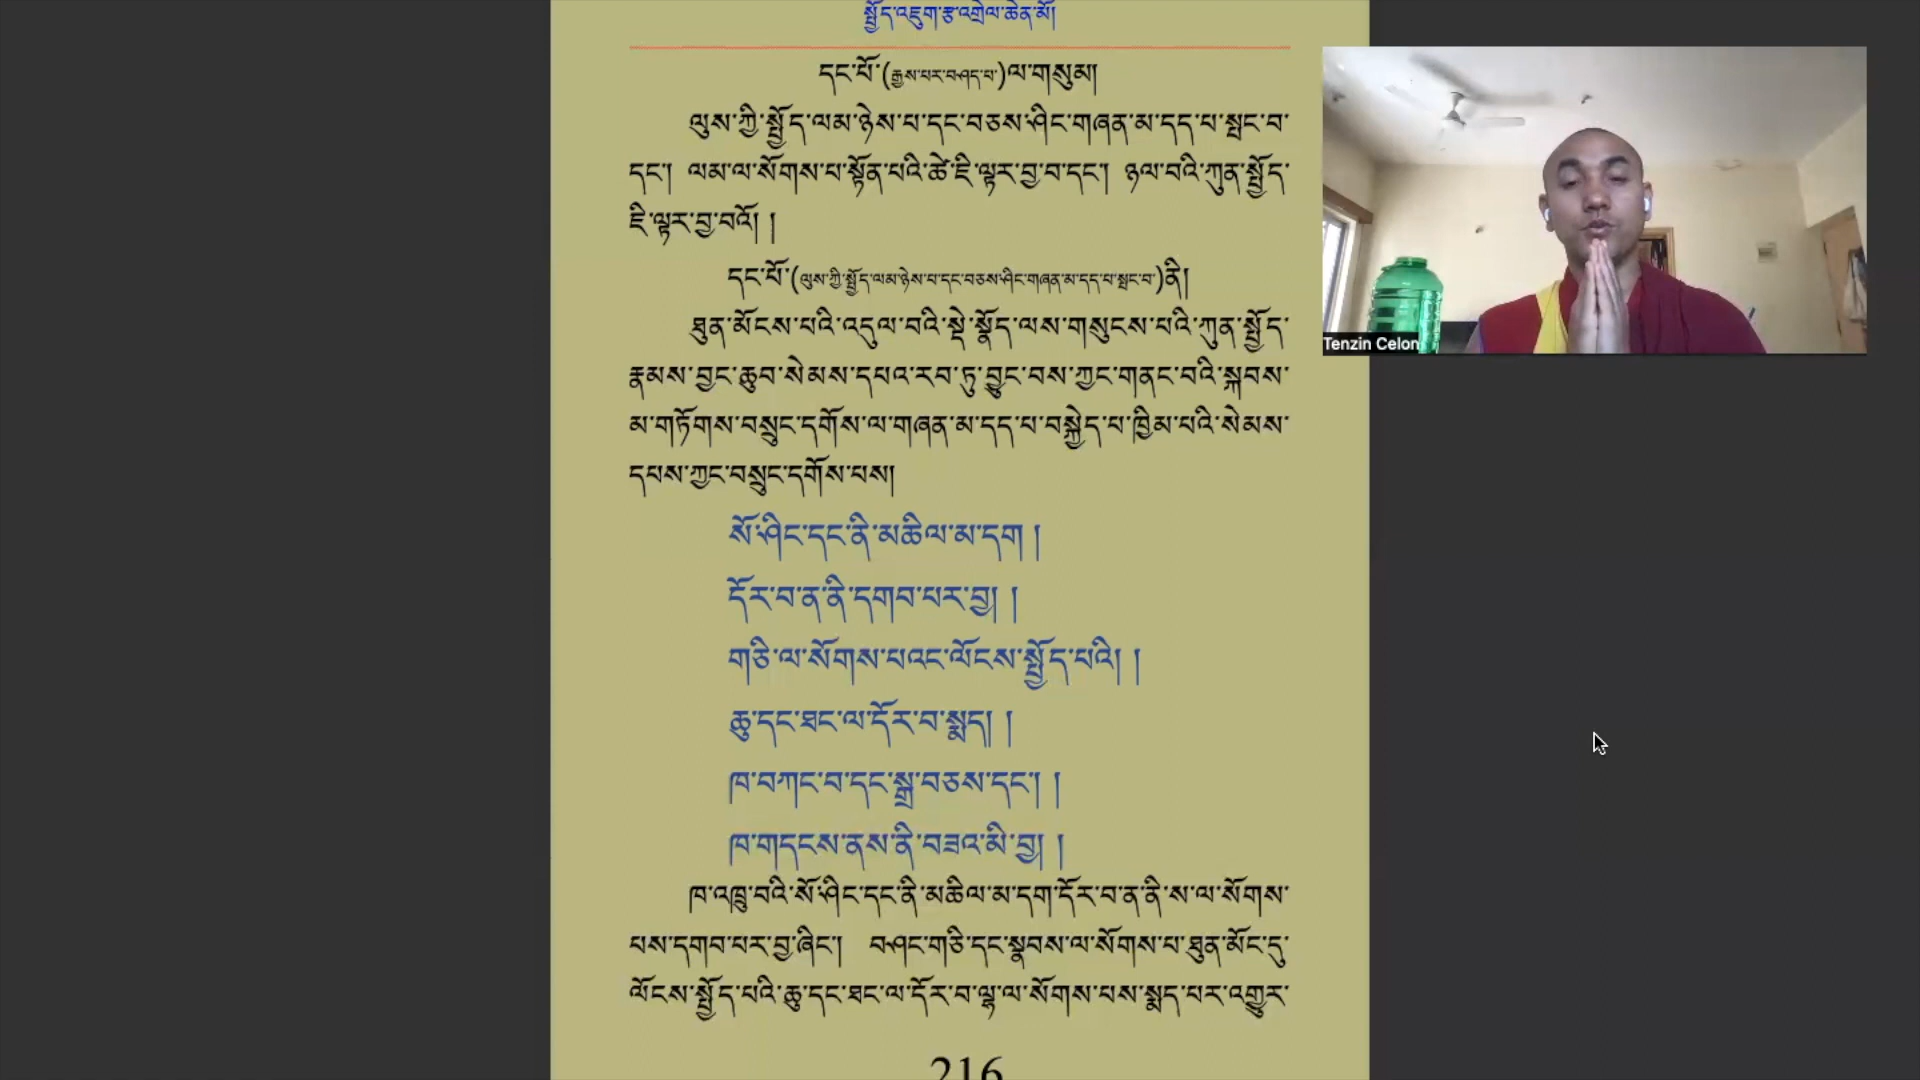 སྤྱོད་འཇུག་རྩ་འགྲེལ་ཆེན་མོ།
དང་པོ་(རྒྱས་པར་བཤད་པ་)ལ་གསུམ།
ལུས་ཀྱི་སྤྱོད་ལམ་ཉེས་པ་དང་བཅས་ཤིང་གཞན་མ་དད་པ་སྤང་བ་
དང་། ལམ་ལ་སོགས་པ་སྟོན་པའི་ཚེ་ཇི་ལྟར་བྱ་བ་དང་། ཉལ་བའི་ཀུན་སྤྱོད་
ཇི་ལྟར་བྱ་བའོ། །
དང་པོ་(ལུས་ཀྱི་སྤྱོད་ལམ་ཉེས་པ་དང་བཅས་ཤིང་གཞན་མ་དད་པ་སྤང་བ་)ནི།
ཐུན་མོངས་པའི་འདུལ་བའི་སྡེ་སྣོད་ལས་གསུངས་པའི་ཀུན་སྤྱོད་
རྣམས་བྱང་ཆུབ་སེམས་དཔའ་རབ་ཏུ་བྱུང་བས་ཀྱང་གནང་བའི་སྐབས་
མ་གཏོགས་བསྲུང་དགོས་ལ་གཞན་མ་དད་པ་བསྐྱེད་པ་ཁྱིམ་པའི་སེམས་
དཔས་ཀྱང་བསྲུང་དགོས་པས།
སོ་ཤིང་དང་ནི་མཆིལ་མ་དག །
དོར་བ་ན་ནི་དགབ་པར་བྱ། །
གཅི་ལ་སོགས་པའང་ལོངས་སྤྱོད་པའི། །
ཆུ་དང་ཐང་ལ་དོར་བ་སྨད། །
ཁ་བཀང་བ་དང་སྒྲ་བཅས་དང་། །
ཁ་གདངས་ནས་ནི་བཟའ་མི་བྱ། །
ཁ་འཁྲུ་བའི་སོ་ཤིང་དང་ནི་མཆིལ་མ་དག་དོར་བ་ན་ནི་ས་ལ་སོགས་
པས་དགབ་པར་བྱ་ཞིང་། བཤང་གཅི་དང་སྣབས་ལ་སོགས་པ་ཐུན་མོང་དུ་
ལོངས་སྤྱོད་པའི་ཆུ་དང་ཐང་ལ་དོར་བ་ལྷ་ལ་སོགས་པས་སྨད་པར་འགྱུར་
216
Tenzin Celon